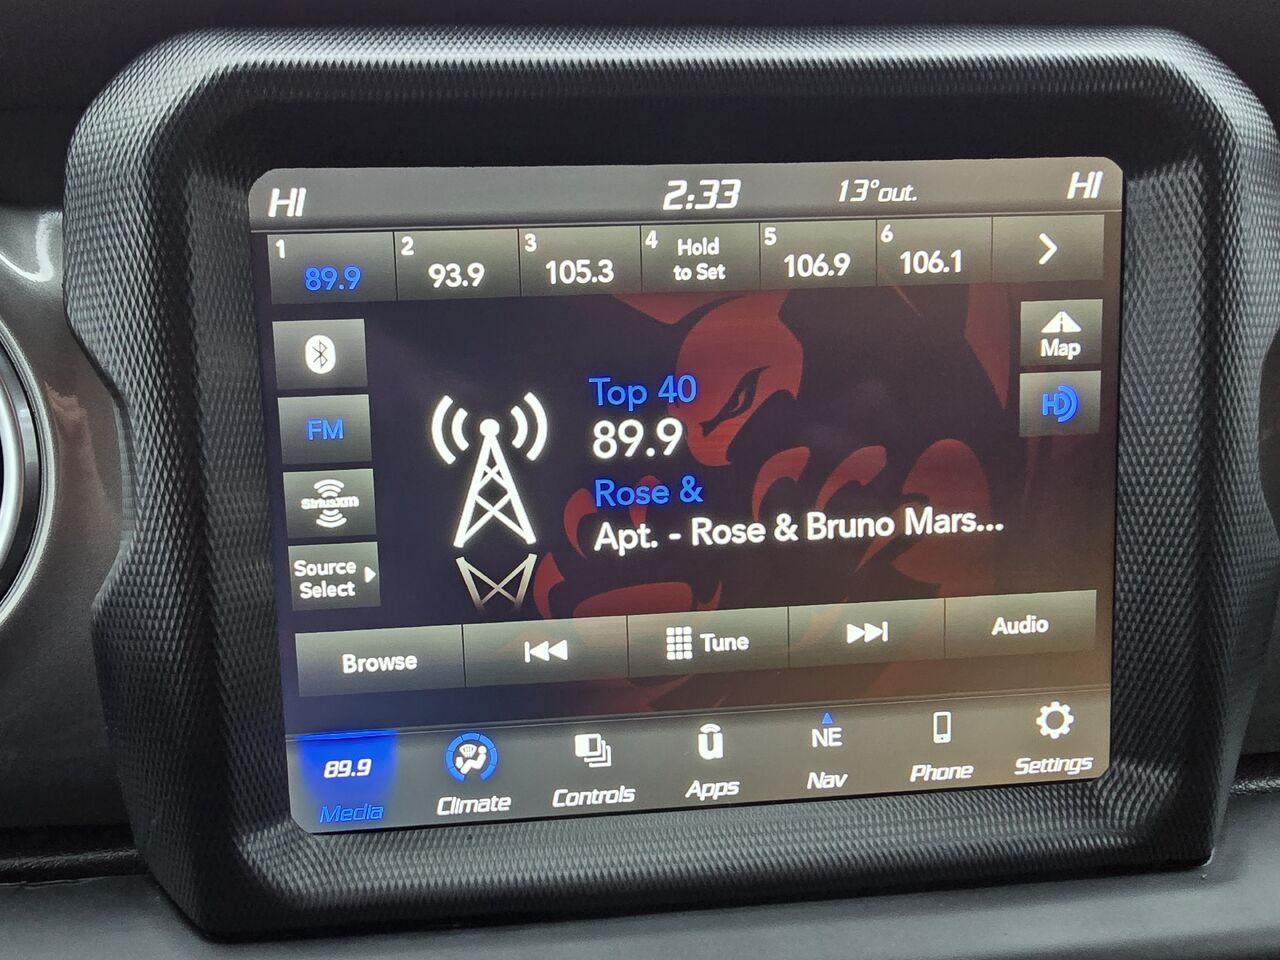 HI 2:33 13°out. HI
1 89.9
2 93.9
3 105.3
4 Hold to Set
5 106.9
6 106.1
Map
HD
FM
SiriusXM
Source
Select
Top 40
89.9
Rose &
Apt. - Rose & Bruno Mars...
Browse Tune Audio
89.9 Media
Climate
Controls
u Apps
NE Nav
Phone
Settings